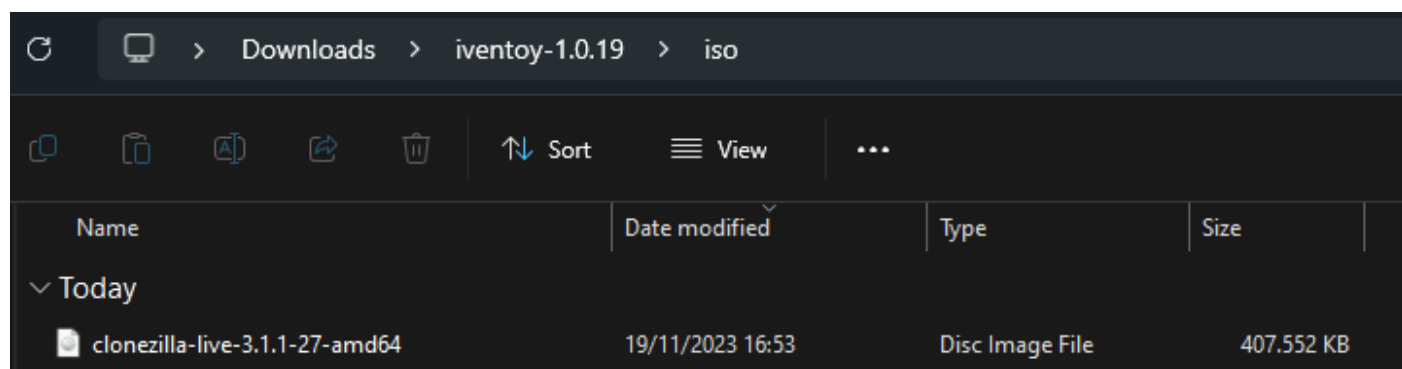 Downloads > iventoy-1.0.19 > iso
Sort View
Name Date modified Type Size
Today
clonezilla-live-3.1.1-27-amd64 19/11/2023 16:53 Disc Image File 407.552 KB